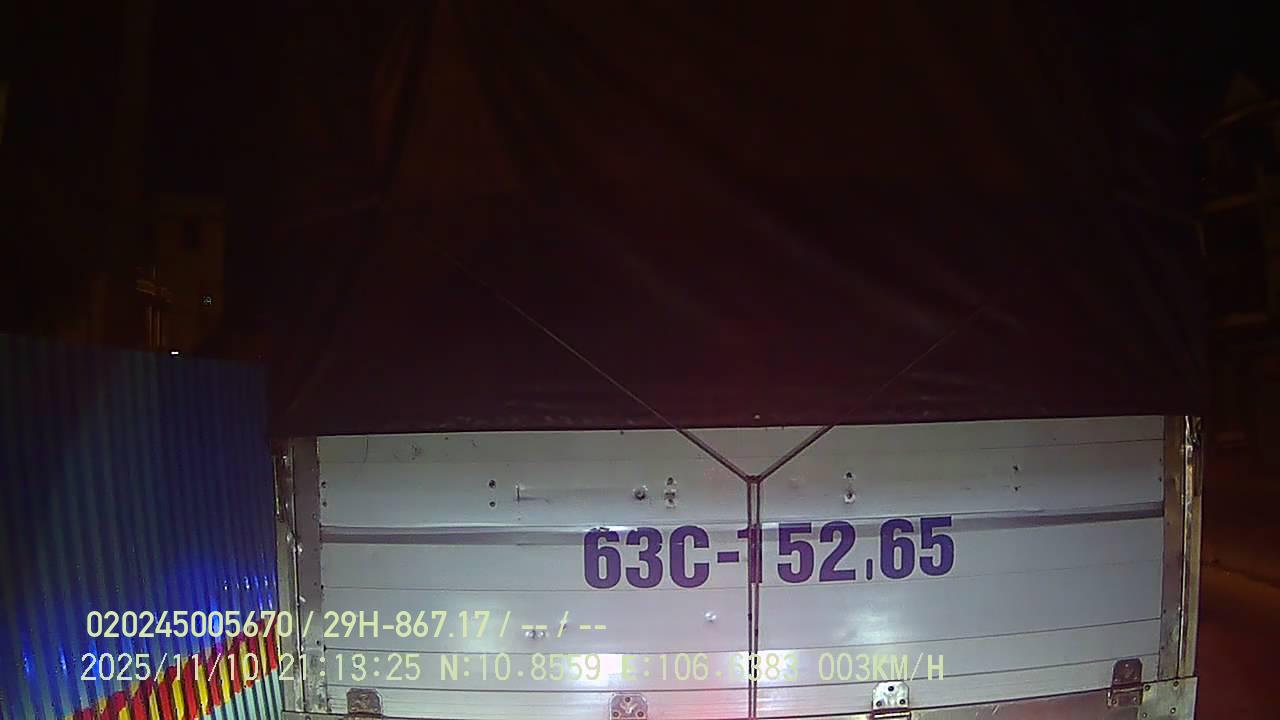 63C-152.65
020245005670 / 29H-867.17 / -- / --
2025/11/10 21:13:25 N:10.8559 E:106.6383 003KM/H